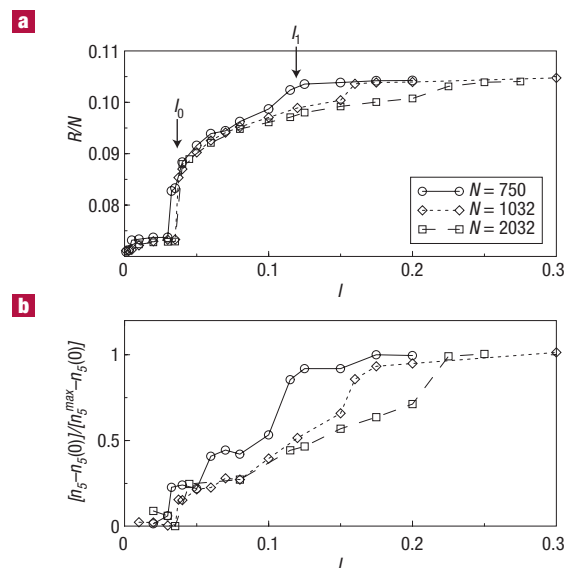 a
R/N
0.11
0.10
0.09
0.08
I0
I1
N = 750
N = 1032
N = 2032
0
0.1
0.2
0.3
I
b
[n5–n5(0)]/[n5max–n5(0)]
1
0.5
0
0
0.1
0.2
0.3
I